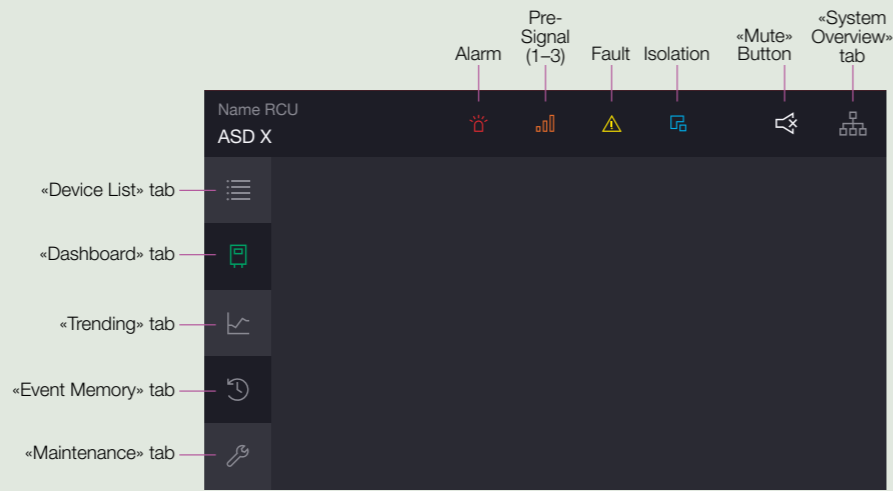 Pre-
Signal
(1–3)
«System
Overview»
tab
Alarm
Fault
Isolation
«Mute»
Button
Name RCU
ASD X
«Device List» tab
«Dashboard» tab
«Trending» tab
«Event Memory» tab
«Maintenance» tab